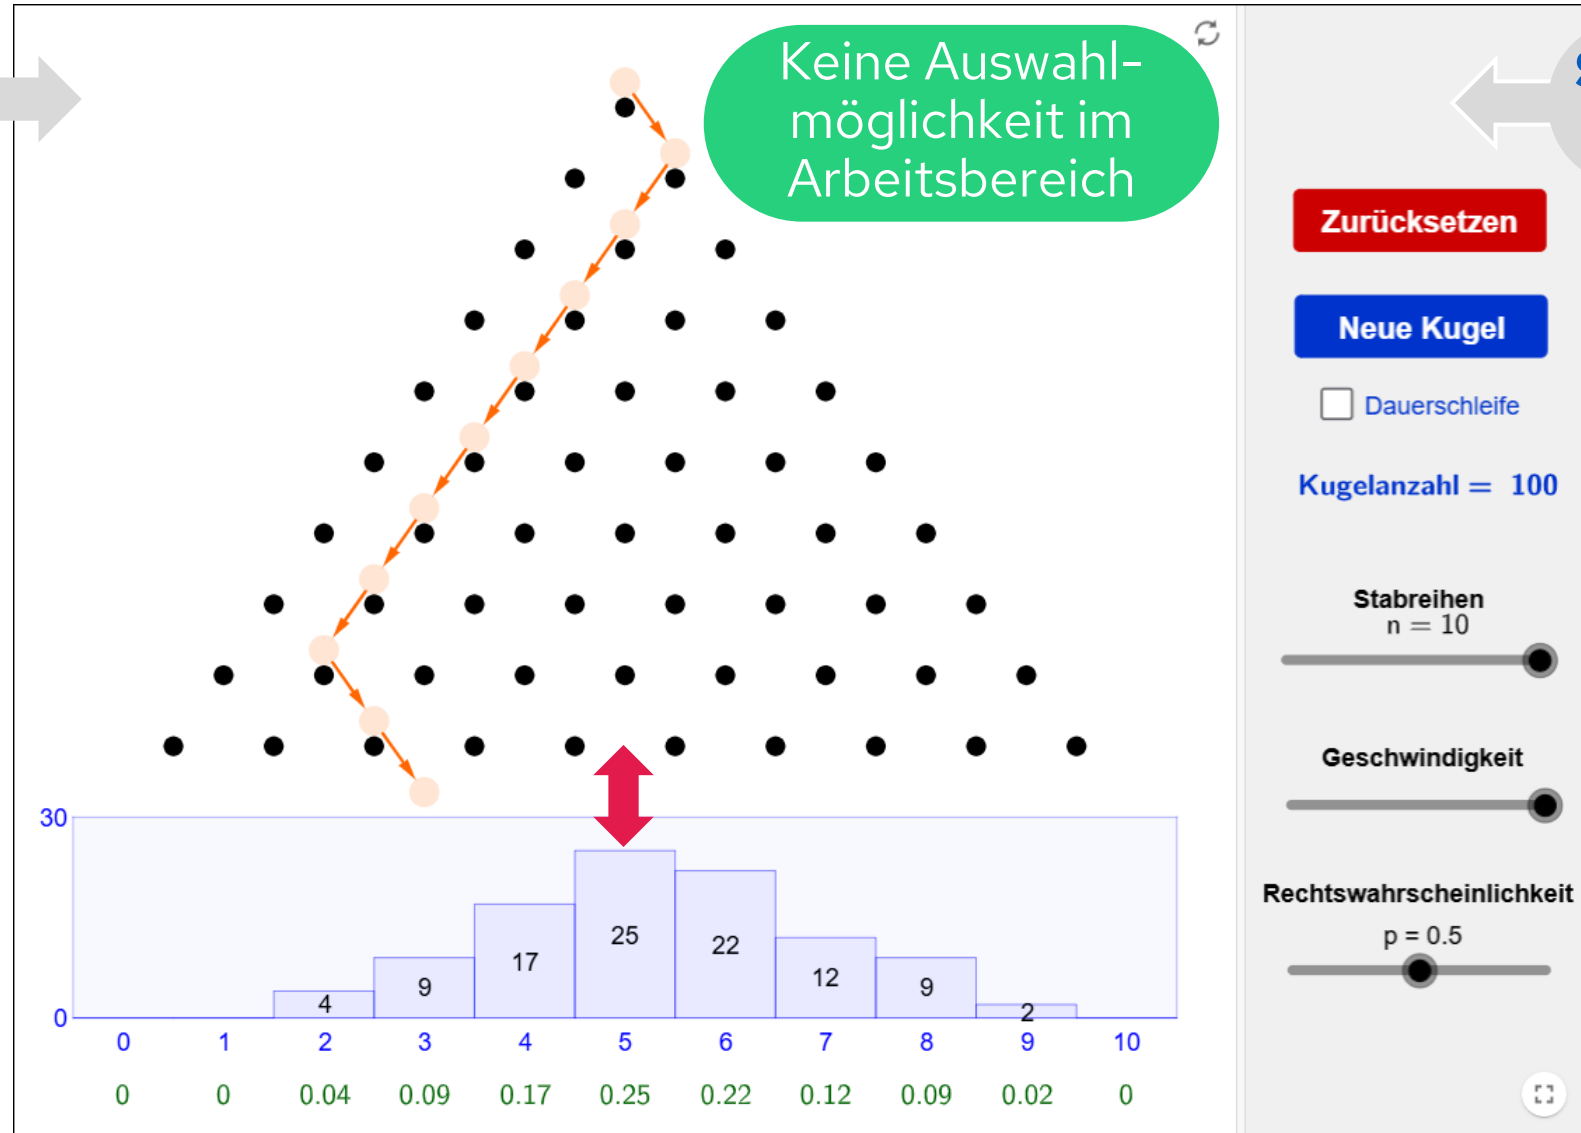 Keine Auswahl-
möglichkeit im
Arbeitsbereich
Zurücksetzen
Neue Kugel
Dauerschleife
Kugelanzahl = 100
Stabreihen
n = 10
Geschwindigkeit
Rechtswahrscheinlichkeit
p = 0.5
30
25
22
17
12
9
9
4
2
0
0 1 2 3 4 5 6 7 8 9 10
0 0 0.04 0.09 0.17 0.25 0.22 0.12 0.09 0.02 0